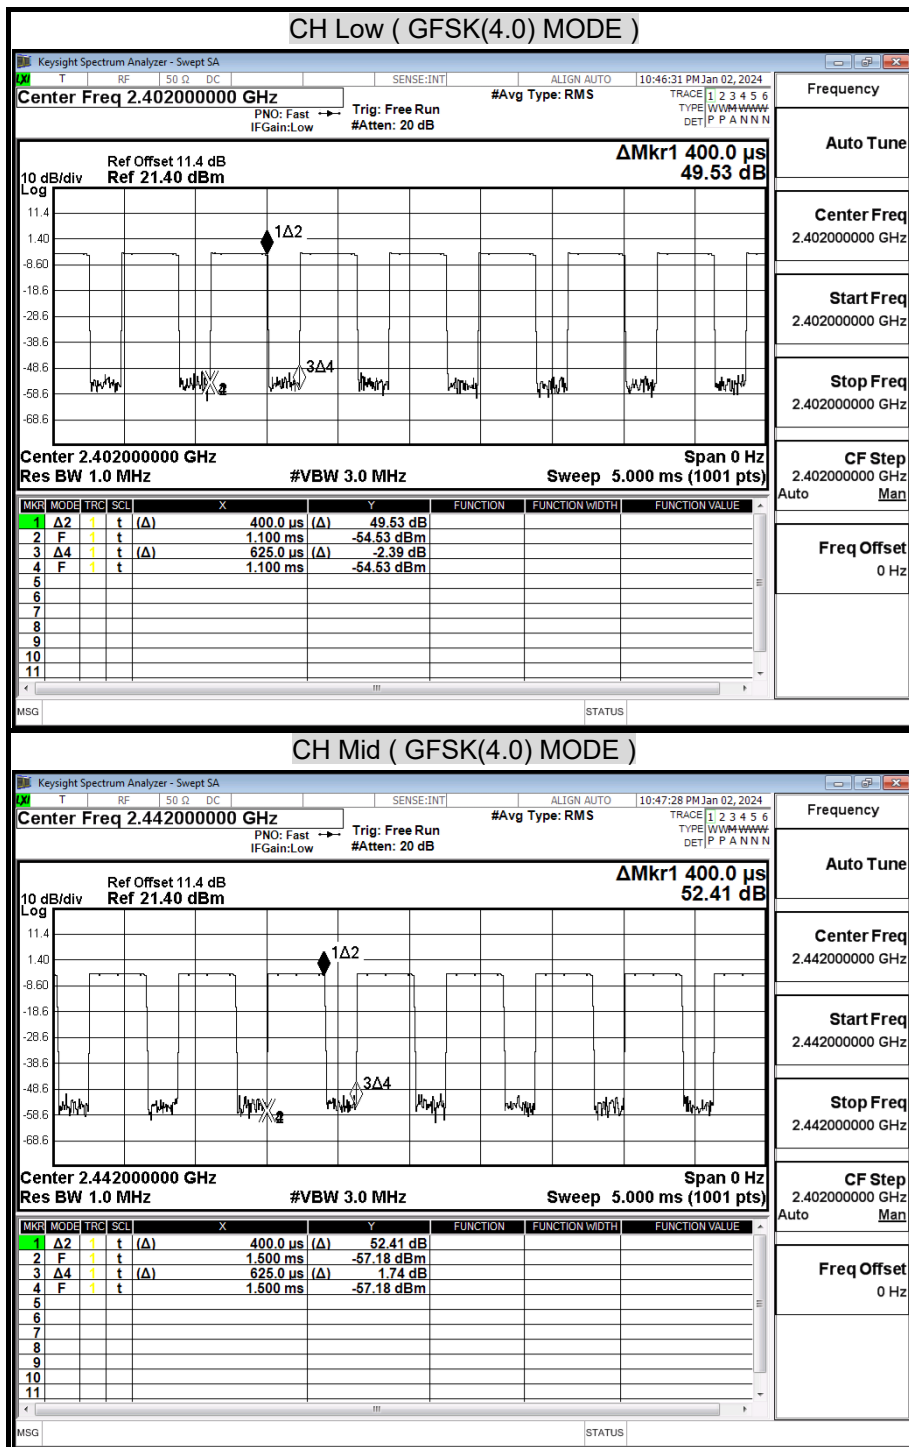 CH Low ( GFSK(4.0) MODE )
Keysight Spectrum Analyzer - Swept SA
LXI T RF 50 Ω DC SENSE:INT ALIGN AUTO 10:46:31 PM Jan 02, 2024
Center Freq 2.402000000 GHz #Avg Type: RMS TRACE 1 2 3 4 5 6
PNO: Fast Trig: Free Run TYPE WWMWWW
IFGain:Low #Atten: 20 dB DET P P A N N N
Frequency
Auto Tune
Center Freq
2.402000000 GHz
Start Freq
2.402000000 GHz
Stop Freq
2.402000000 GHz
CF Step
2.402000000 GHz
Auto Man
Freq Offset
0 Hz
ΔMkr1 400.0 µs
49.53 dB
Ref Offset 11.4 dB
10 dB/div Ref 21.40 dBm
Log
11.4
1.40
-8.60
-18.6
-28.6
-38.6
-48.6
-58.6
-68.6
1Δ2
3Δ4
Center 2.402000000 GHz Span 0 Hz
Res BW 1.0 MHz #VBW 3.0 MHz Sweep 5.000 ms (1001 pts)
MKR MODE TRC SCL X Y FUNCTION FUNCTION WIDTH FUNCTION VALUE
1 Δ2 1 t (Δ) 400.0 µs (Δ) 49.53 dB
2 F 1 t 1.100 ms -54.53 dBm
3 Δ4 1 t (Δ) 625.0 µs (Δ) -2.39 dB
4 F 1 t 1.100 ms -54.53 dBm
5
6
7
8
9
10
11
MSG STATUS
CH Mid ( GFSK(4.0) MODE )
Keysight Spectrum Analyzer - Swept SA
LXI T RF 50 Ω DC SENSE:INT ALIGN AUTO 10:47:28 PM Jan 02, 2024
Center Freq 2.442000000 GHz #Avg Type: RMS TRACE 1 2 3 4 5 6
PNO: Fast Trig: Free Run TYPE WWMWWW
IFGain:Low #Atten: 20 dB DET P P A N N N
Frequency
Auto Tune
Center Freq
2.442000000 GHz
Start Freq
2.442000000 GHz
Stop Freq
2.442000000 GHz
CF Step
2.402000000 GHz
Auto Man
Freq Offset
0 Hz
ΔMkr1 400.0 µs
52.41 dB
Ref Offset 11.4 dB
10 dB/div Ref 21.40 dBm
Log
11.4
1.40
-8.60
-18.6
-28.6
-38.6
-48.6
-58.6
-68.6
1Δ2
3Δ4
Center 2.442000000 GHz Span 0 Hz
Res BW 1.0 MHz #VBW 3.0 MHz Sweep 5.000 ms (1001 pts)
MKR MODE TRC SCL X Y FUNCTION FUNCTION WIDTH FUNCTION VALUE
1 Δ2 1 t (Δ) 400.0 µs (Δ) 52.41 dB
2 F 1 t 1.500 ms -57.18 dBm
3 Δ4 1 t (Δ) 625.0 µs (Δ) 1.74 dB
4 F 1 t 1.500 ms -57.18 dBm
5
6
7
8
9
10
11
MSG STATUS